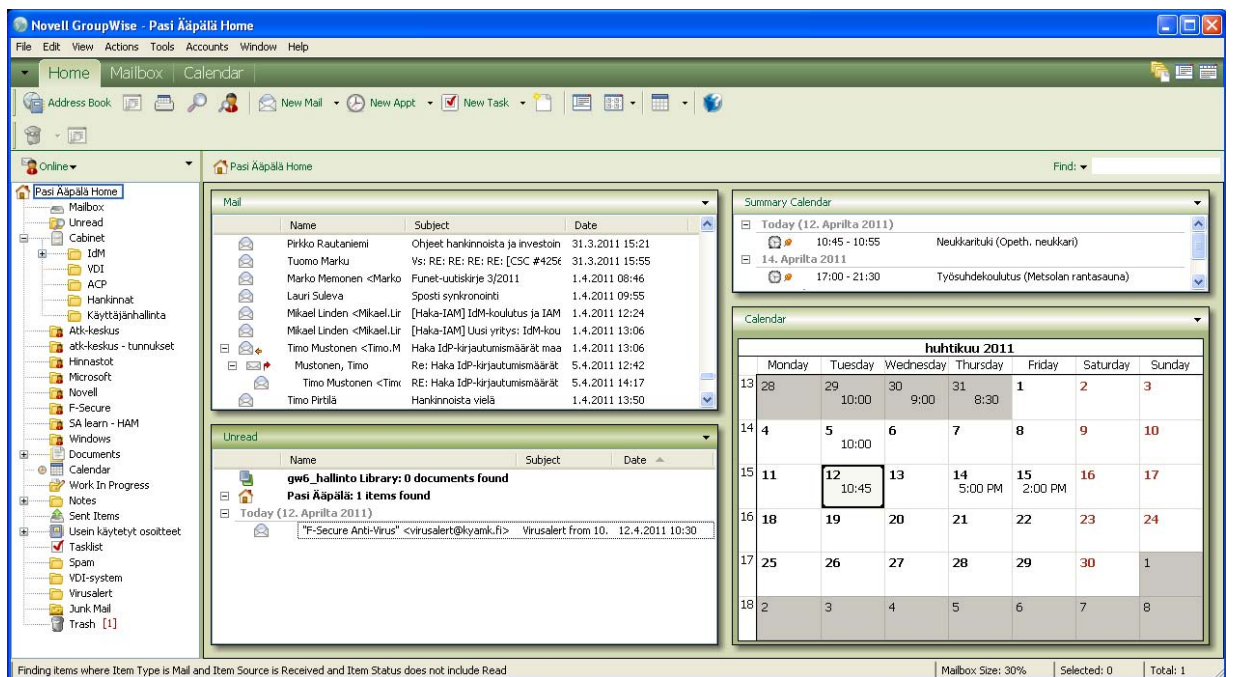 Novell GroupWise - Pasi Ääpälä Home
File Edit View Actions Tools Accounts Window Help
Home Mailbox Calendar
Address Book New Mail New Appt New Task
Online
Pasi Ääpälä Home
Find:
Pasi Ääpälä Home
Mailbox
Unread
Cabinet
IdM
VDI
ACP
Hankinnat
Käyttäjänhallinta
Atk-keskus
atk-keskus - tunnukset
Hinnastot
Microsoft
Novell
F-Secure
SA learn - HAM
Windows
Documents
Calendar
Work In Progress
Notes
Sent Items
Usein käytetyt osoitteet
Tasklist
Spam
VDI-system
Virusalert
Junk Mail
Trash [1]
Mail
Name Subject Date
Pirkko Rautaniemi Ohjeet hankinnoista ja investoin 31.3.2011 15:21
Tuomo Marku Vs: RE: RE: RE: RE: [CSC #4256 31.3.2011 15:55
Marko Memonen <Marko Funet-uutiskirje 3/2011 1.4.2011 08:46
Lauri Suleva Sposti synkronointi 1.4.2011 09:55
Mikael Linden <Mikael.Lir [Haka-IAM] IdM-koulutus ja IAM 1.4.2011 12:24
Mikael Linden <Mikael.Lir [Haka-IAM] Uusi yritys: IdM-kou 1.4.2011 13:06
Timo Mustonen <Timo.M Haka IdP-kirjautumismäärät maa 1.4.2011 13:06
Mustonen, Timo Re: Haka IdP-kirjautumismäärät 5.4.2011 12:42
Timo Mustonen <Timo RE: Haka IdP-kirjautumismäärät 5.4.2011 14:17
Timo Pirtilä Hankinnoista vielä 1.4.2011 13:50
Unread
Name Subject Date
gw6_hallinto Library: 0 documents found
Pasi Ääpälä: 1 items found
Today (12. Aprilta 2011)
"F-Secure Anti-Virus" <virusalert@kyamk.fi> Virusalert from 10. 12.4.2011 10:30
Summary Calendar
Today (12. Aprilta 2011)
10:45 - 10:55 Neukkarituki (Opeth. neukkari)
14. Aprilta 2011
17:00 - 21:30 Työsuhdekoulutus (Metsolan rantasauna)
Calendar
huhtikuu 2011
Monday Tuesday Wednesday Thursday Friday Saturday Sunday
13 28 29 30 31 1 2 3
10:00 9:00 8:30
14 4 5 6 7 8 9 10
10:00
15 11 12 13 14 15 16 17
10:45 5:00 PM 2:00 PM
16 18 19 20 21 22 23 24
17 25 26 27 28 29 30 1
18 2 3 4 5 6 7 8
Finding items where Item Type is Mail and Item Source is Received and Item Status does not include Read
Mailbox Size: 30% Selected: 0 Total: 1